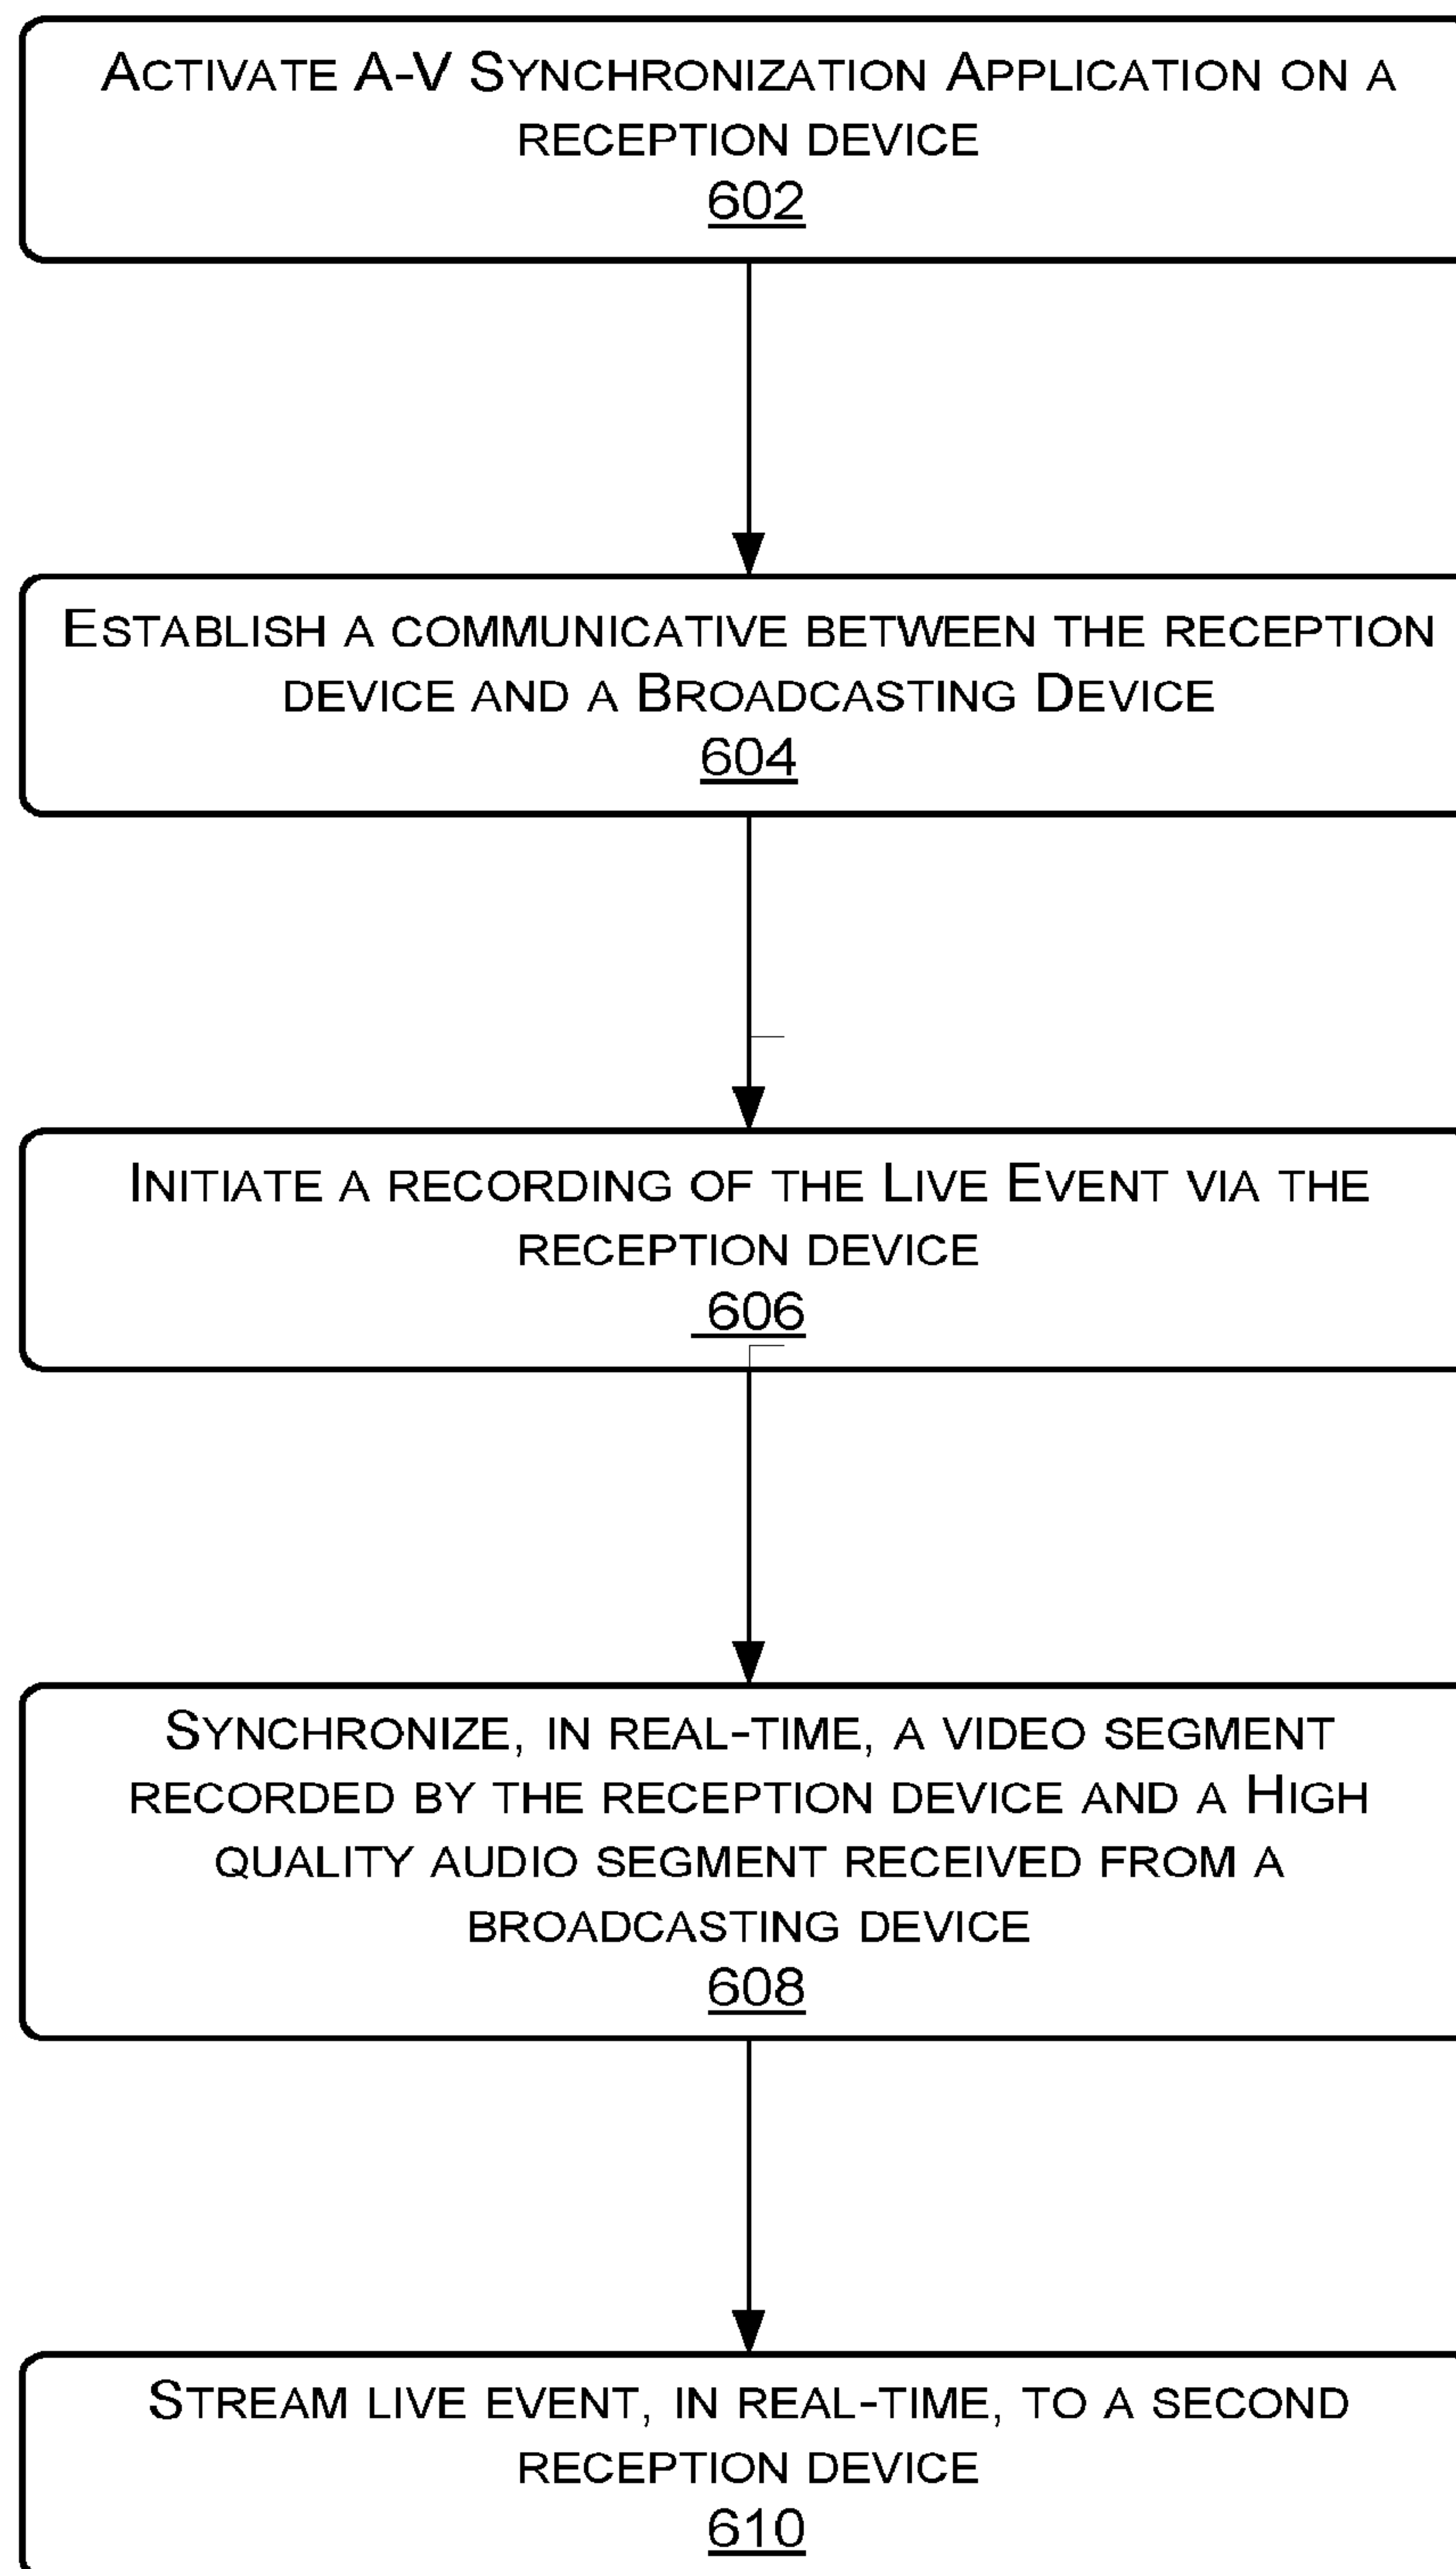 ACTIVATE A-V SYNCHRONIZATION APPLICATION ON A
RECEPTION DEVICE
602
ESTABLISH A COMMUNICATIVE BETWEEN THE RECEPTION
DEVICE AND A BROADCASTING DEVICE
604
INITIATE A RECORDING OF THE LIVE EVENT VIA THE
RECEPTION DEVICE
606
SYNCHRONIZE, IN REAL-TIME, A VIDEO SEGMENT
RECORDED BY THE RECEPTION DEVICE AND A HIGH
QUALITY AUDIO SEGMENT RECEIVED FROM A
BROADCASTING DEVICE
608
STREAM LIVE EVENT, IN REAL-TIME, TO A SECOND
RECEPTION DEVICE
610